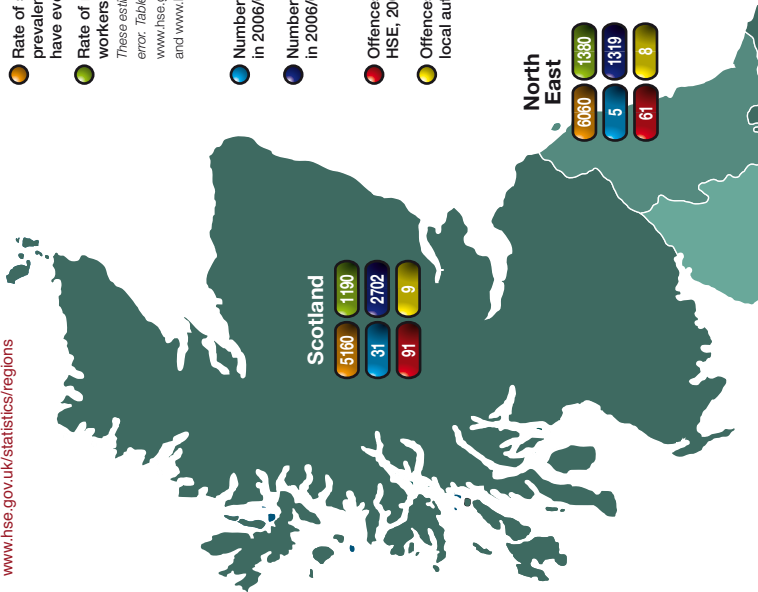 www.hse.gov.uk/statistics/regions
Rate of
prevalen
have eve
Rate of
workers
These esti
error. Table
www.hse.g
and www.h
Number
in 2006/
Number
in 2006/
Offence
HSE, 20
Offence
local aut
Scotland
5160 1190
31 2702
91 9
North
East
6060 1380
5 1319
61 8